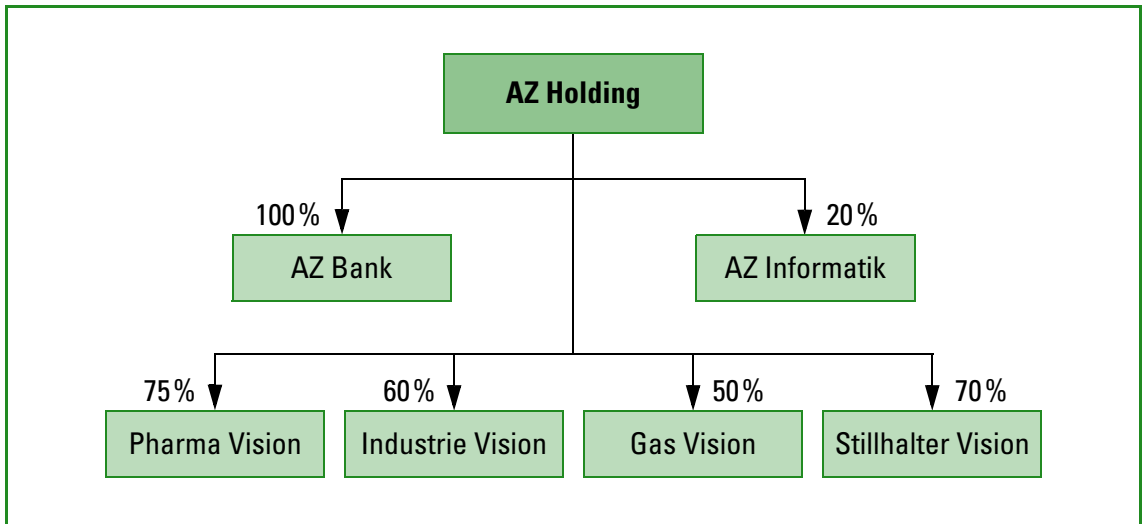 AZ Holding
100 %
20 %
AZ Bank
AZ Informatik
75 %
60 %
50 %
70 %
Pharma Vision
Industrie Vision
Gas Vision
Stillhalter Vision